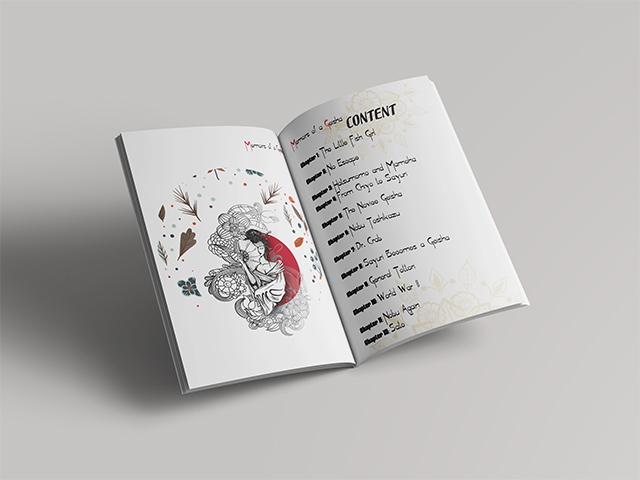 Memoirs of a
Memoirs of a Geisha
CONTENT
Chapter 1: The Little Fish Girl
Chapter 2: No Escape
Chapter 3: Hatsumomo and Mameha
Chapter 4: From Chiyo to Sayuri
Chapter 5: The Novice Geisha
Chapter 6: Nobu Toshikazu
Chapter 7: Dr. Crab
Chapter 8: Sayuri Becomes a Geisha
Chapter 9: General Tottori
Chapter 10: World War II
Chapter 11: Nobu Again
Chapter 12: Sato